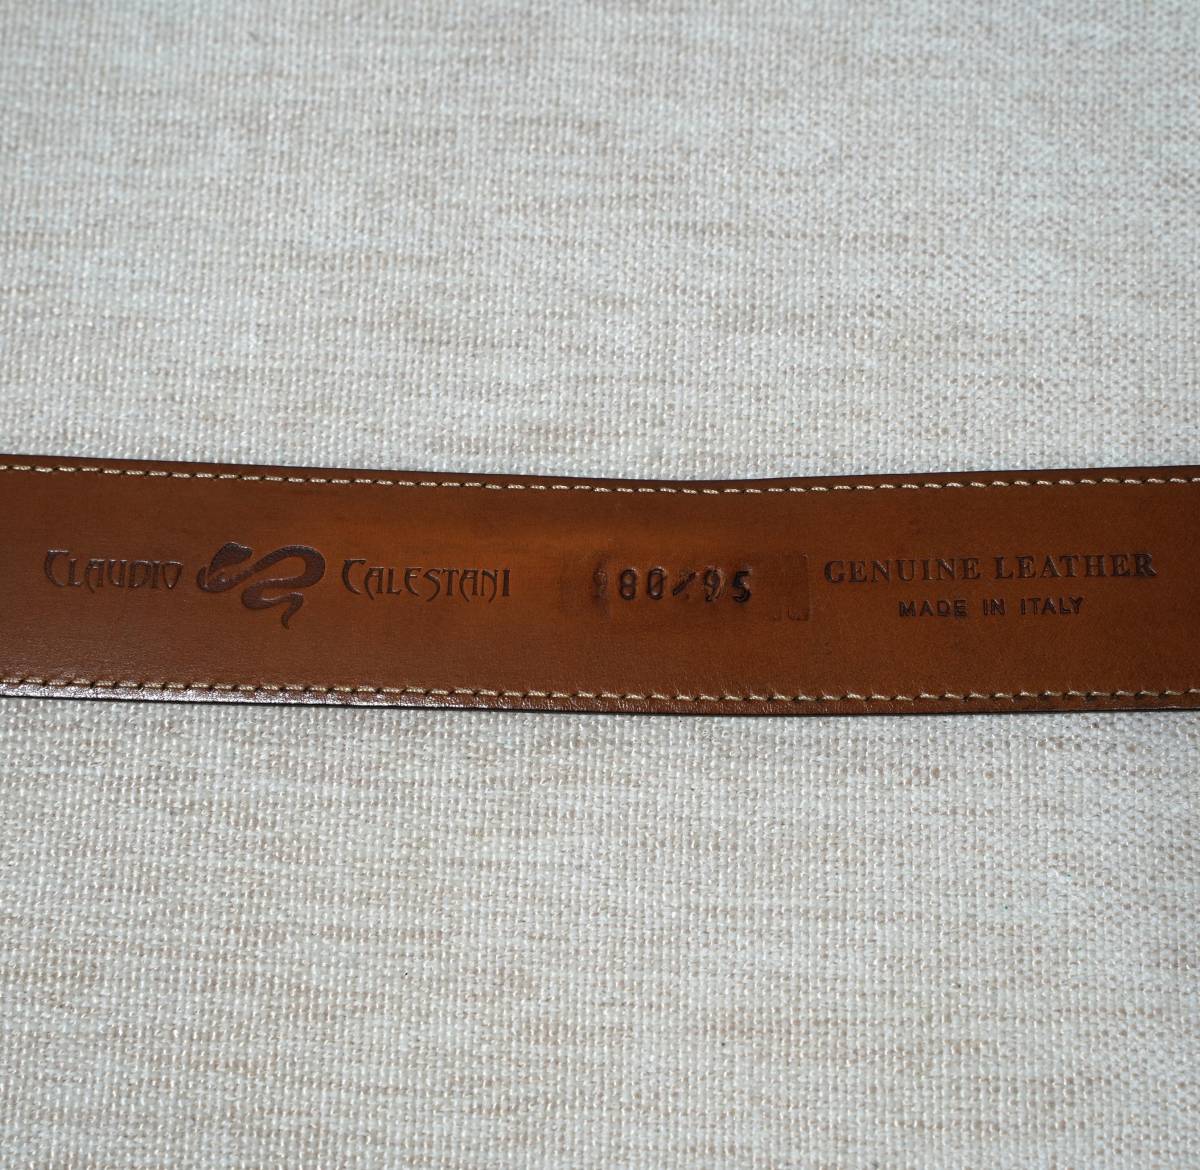 CLAUDIO CALESTANI 80/95 GENUINE LEATHER
MADE IN ITALY